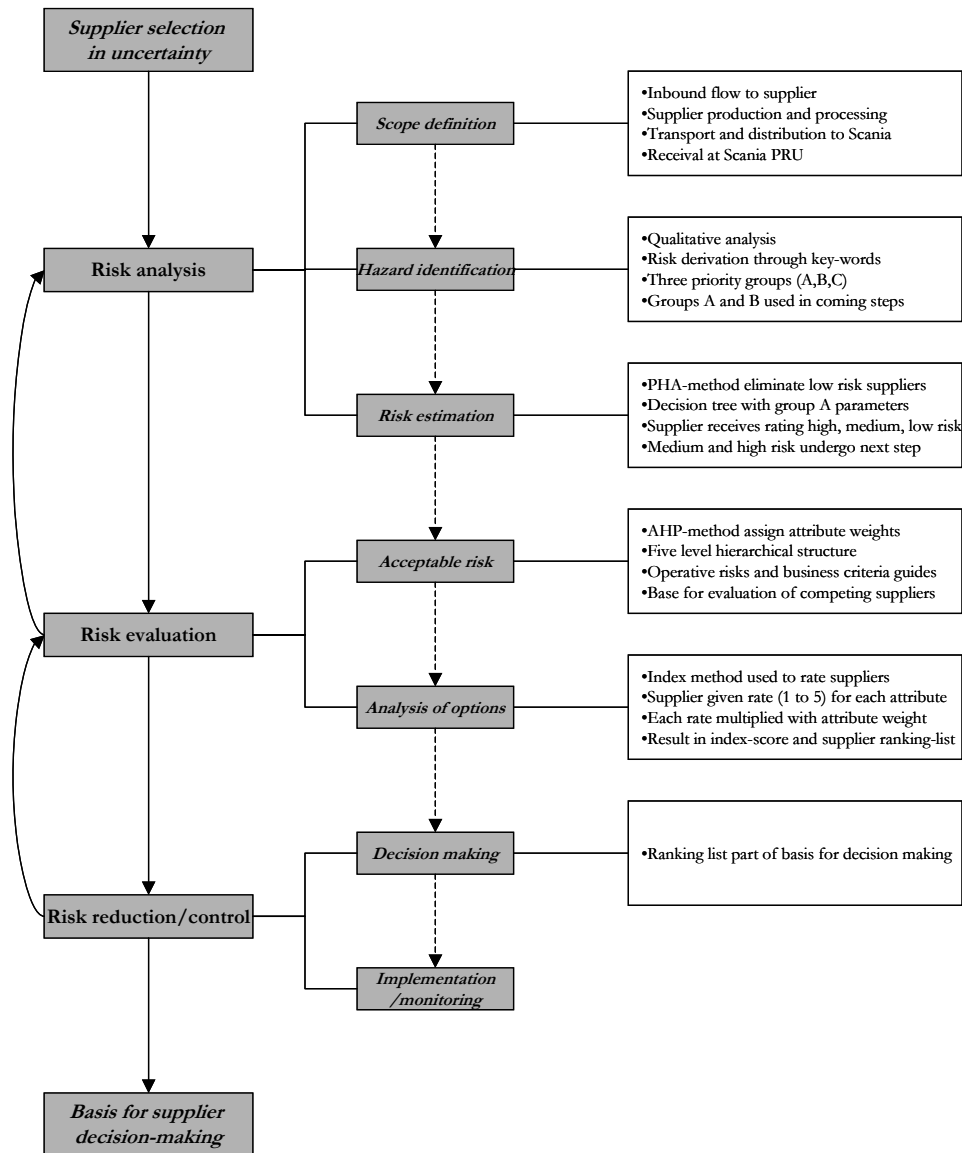 Supplier selection
in uncertainty
Scope definition
•Inbound flow to supplier
•Supplier production and processing
•Transport and distribution to Scania
•Receival at Scania PRU
Risk analysis
Hazard identification
•Qualitative analysis
•Risk derivation through key-words
•Three priority groups (A,B,C)
•Groups A and B used in coming steps
Risk estimation
•PHA-method eliminate low risk suppliers
•Decision tree with group A parameters
•Supplier receives rating high, medium, low risk
•Medium and high risk undergo next step
Acceptable risk
•AHP-method assign attribute weights
•Five level hierarchical structure
•Operative risks and business criteria guides
•Base for evaluation of competing suppliers
Risk evaluation
Analysis of options
•Index method used to rate suppliers
•Supplier given rate (1 to 5) for each attribute
•Each rate multiplied with attribute weight
•Result in index-score and supplier ranking-list
Decision making
•Ranking list part of basis for decision making
Risk reduction/control
Implementation
/monitoring
Basis for supplier
decision-making